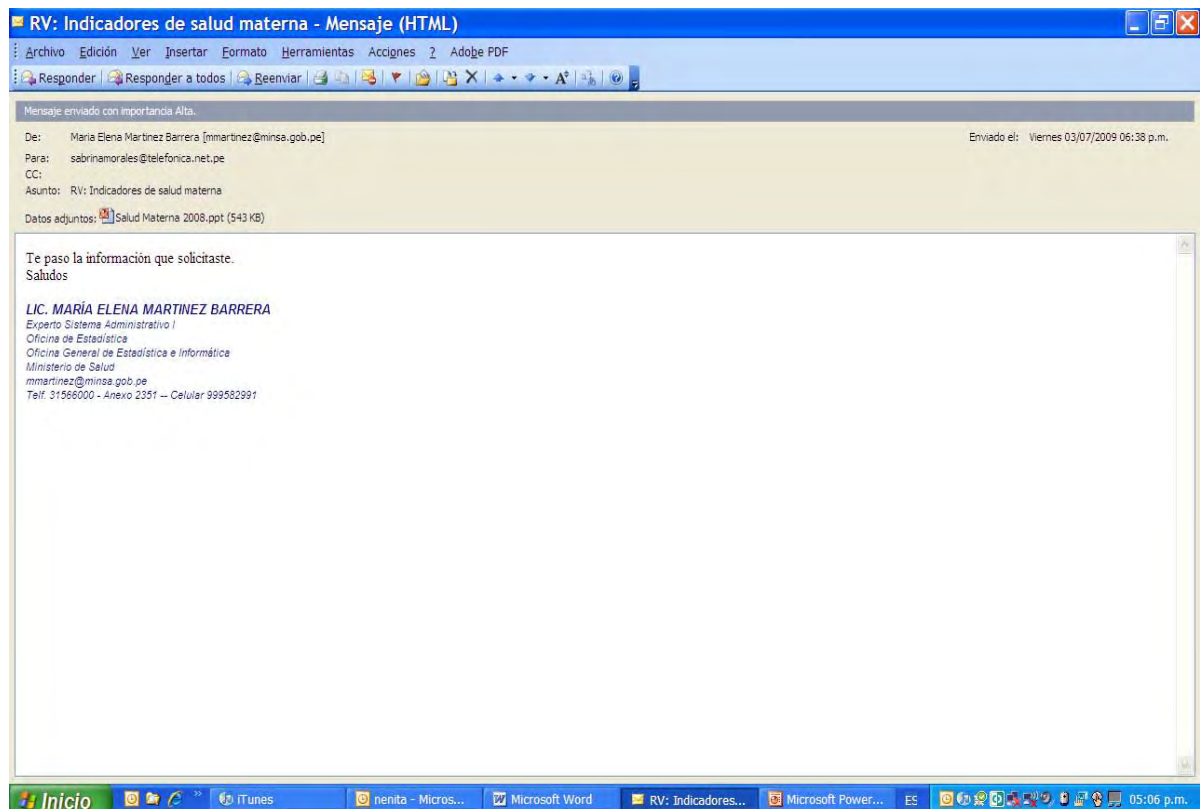 RV: Indicadores de salud materna - Mensaje (HTML)
Archivo Edición Ver Insertar Formato Herramientas Acciones ? Adobe PDF
Responder Responder a todos Reenviar
Mensaje enviado con importancia Alta.
De: Maria Elena Martinez Barrera [mmartinez@minsa.gob.pe] Enviado el: Viernes 03/07/2009 06:38 p.m.
Para: sabrinamorales@telefonica.net.pe
CC:
Asunto: RV: Indicadores de salud materna
Datos adjuntos: Salud Materna 2008.ppt (543 KB)
Te paso la información que solicitaste.
Saludos
LIC. MARÍA ELENA MARTINEZ BARRERA
Experto Sistema Administrativo I
Oficina de Estadística
Oficina General de Estadística e Informática
Ministerio de Salud
mmartinez@minsa.gob.pe
Telf. 31566000 - Anexo 2351 -- Celular 999582991
Inicio iTunes nenita - Micros... Microsoft Word RV: Indicadores... Microsoft Power... ES 05:06 p.m.